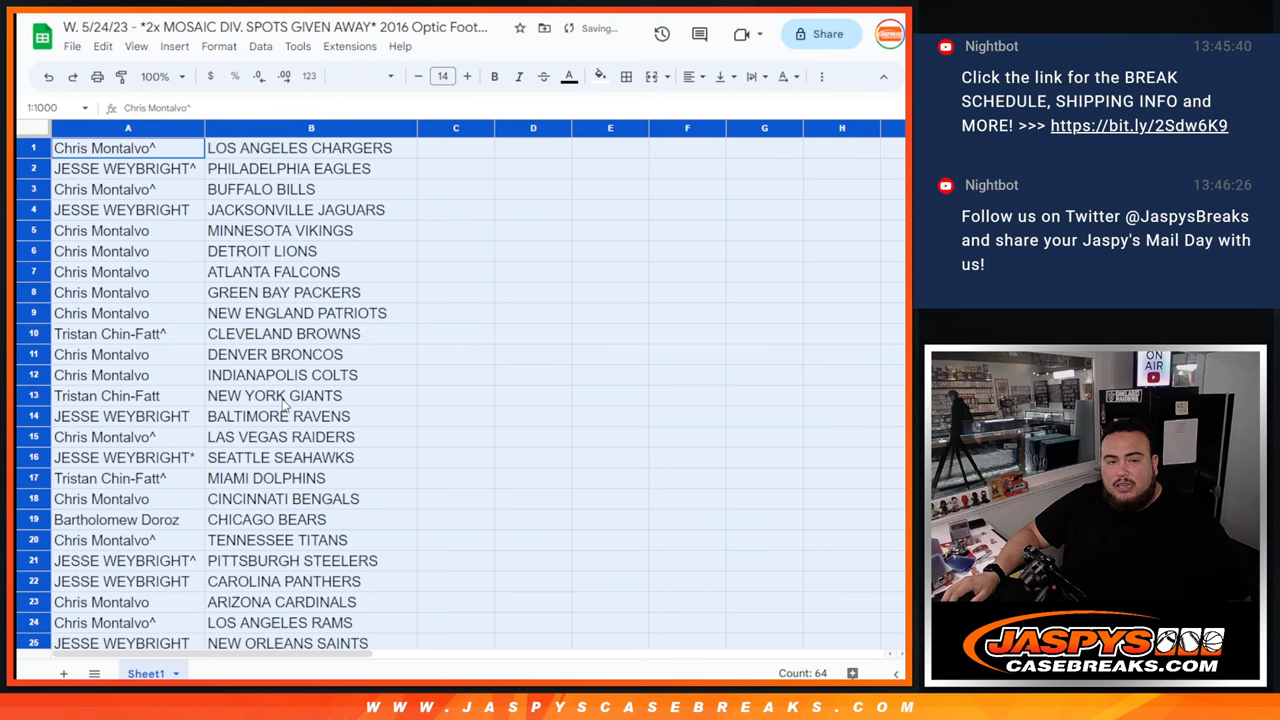 W. 5/24/23 - *2x MOSAIC DIV. SPOTS GIVEN AWAY* 2016 Optic Foot...
Saving...
Share
File Edit View Insert Format Data Tools Extensions Help
100% $ % .0 .00 123 14 B I A
1:1000 fx Chris Montalvo^
A B C D E F G H
1 Chris Montalvo^ LOS ANGELES CHARGERS
2 JESSE WEYBRIGHT^ PHILADELPHIA EAGLES
3 Chris Montalvo^ BUFFALO BILLS
4 JESSE WEYBRIGHT JACKSONVILLE JAGUARS
5 Chris Montalvo MINNESOTA VIKINGS
6 Chris Montalvo DETROIT LIONS
7 Chris Montalvo ATLANTA FALCONS
8 Chris Montalvo GREEN BAY PACKERS
9 Chris Montalvo NEW ENGLAND PATRIOTS
10 Tristan Chin-Fatt^ CLEVELAND BROWNS
11 Chris Montalvo DENVER BRONCOS
12 Chris Montalvo INDIANAPOLIS COLTS
13 Tristan Chin-Fatt NEW YORK GIANTS
14 JESSE WEYBRIGHT BALTIMORE RAVENS
15 Chris Montalvo^ LAS VEGAS RAIDERS
16 JESSE WEYBRIGHT* SEATTLE SEAHAWKS
17 Tristan Chin-Fatt^ MIAMI DOLPHINS
18 Chris Montalvo CINCINNATI BENGALS
19 Bartholomew Doroz CHICAGO BEARS
20 Chris Montalvo^ TENNESSEE TITANS
21 JESSE WEYBRIGHT^ PITTSBURGH STEELERS
22 JESSE WEYBRIGHT CAROLINA PANTHERS
23 Chris Montalvo ARIZONA CARDINALS
24 Chris Montalvo^ LOS ANGELES RAMS
25 JESSE WEYBRIGHT NEW ORLEANS SAINTS
Sheet1
Count: 64
Nightbot 13:45:40
Click the link for the BREAK
SCHEDULE, SHIPPING INFO and
MORE! >>> https://bit.ly/2Sdw6K9
Nightbot 13:46:26
Follow us on Twitter @JaspysBreaks
and share your Jaspy's Mail Day with
us!
ON
AIR
JASPYS
CASEBREAKS.COM
WWW.JASPYSCASEBREAKS.COM